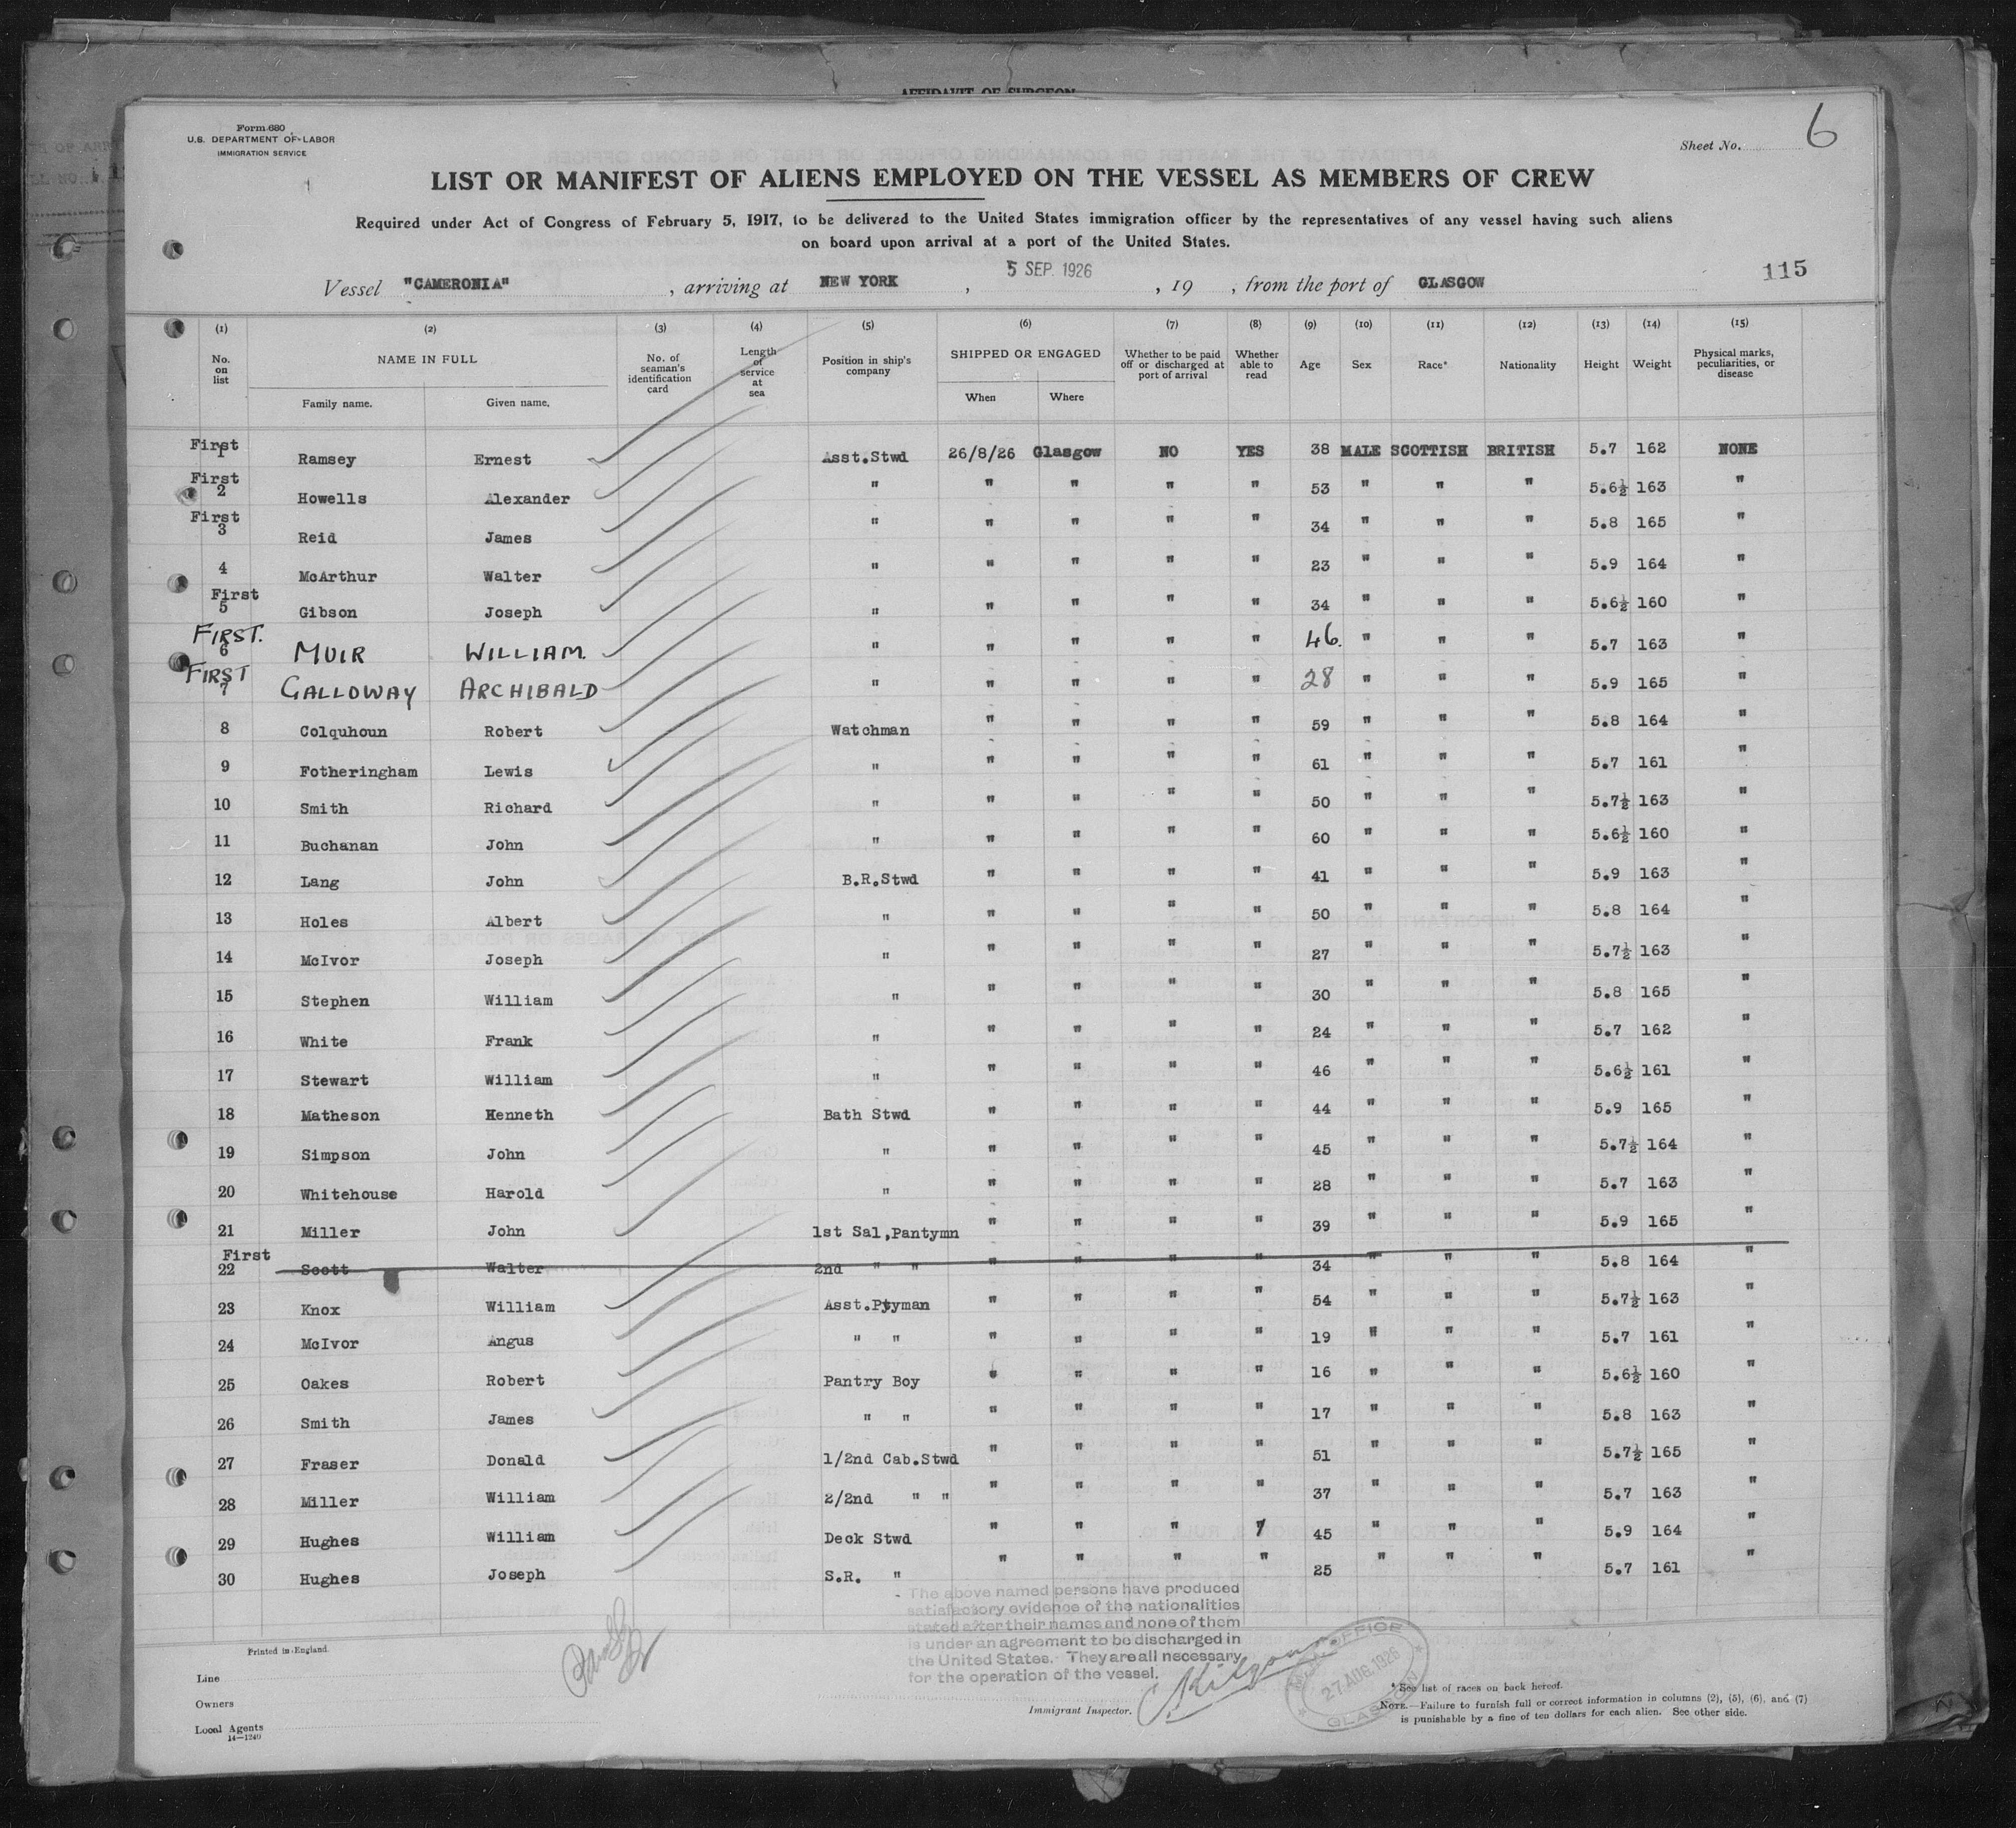 AFFIDAVIT OF SURGEON
Form 680
U.S. DEPARTMENT OF LABOR
IMMIGRATION SERVICE
Sheet No. 6
LIST OR MANIFEST OF ALIENS EMPLOYED ON THE VESSEL AS MEMBERS OF CREW
Required under Act of Congress of February 5, 1917, to be delivered to the United States immigration officer by the representatives of any vessel having such aliens
on board upon arrival at a port of the United States.
Vessel "CAMERONIA", arriving at NEW YORK, 5 SEP. 1926, 19, from the port of GLASGOW 115
(1) (2) (3) (4) (5) (6) (7) (8) (9) (10) (11) (12) (13) (14) (15)
No. on list NAME IN FULL Family name. Given name. No. of seaman's identification card Length of service at sea Position in ship's company SHIPPED OR ENGAGED When Where Whether to be paid off or discharged at port of arrival Whether able to read Age Sex Race* Nationality Height Weight Physical marks, peculiarities, or disease
First 1 Ramsey Ernest Asst.Stwd 26/8/26 Glasgow NO YES 38 MALE SCOTTISH BRITISH 5.7 162 NONE
First 2 Howells Alexander " " " " " 53 " " " 5.6½ 163 "
First 3 Reid James " " " " " 34 " " " 5.8 165 "
4 McArthur Walter " " " " " 23 " " " 5.9 164 "
First 5 Gibson Joseph " " " " " 34 " " " 5.6½ 160 "
FIRST. 6 MUIR WILLIAM. " " " " " 46. " " " 5.7 163 "
FIRST 7 GALLOWAY ARCHIBALD " " " " " 28 " " " 5.9 165 "
8 Colquhoun Robert Watchman " " " " 59 " " " 5.8 164 "
9 Fotheringham Lewis " " " " " 61 " " " 5.7 161 "
10 Smith Richard " " " " " 50 " " " 5.7½ 163 "
11 Buchanan John " " " " " 60 " " " 5.6½ 160 "
12 Lang John B.R.Stwd " " " " 41 " " " 5.9 163 "
13 Holes Albert " " " " " 50 " " " 5.8 164 "
14 McIvor Joseph " " " " " 27 " " " 5.7½ 163 "
15 Stephen William " " " " " 30 " " " 5.8 165 "
16 White Frank " " " " " 24 " " " 5.7 162 "
17 Stewart William " " " " " 46 " " " 5.6½ 161 "
18 Matheson Kenneth Bath Stwd " " " " 44 " " " 5.9 165 "
19 Simpson John " " " " " 45 " " " 5.7½ 164 "
20 Whitehouse Harold " " " " " 28 " " " 5.7 163 "
21 Miller John 1st Sal,Pantymn " " " " 39 " " " 5.9 165 "
First 22 Scott Walter 2nd " " " " " " 34 " " " 5.8 164 "
23 Knox William Asst.Ptyman " " " " 54 " " " 5.7½ 163 "
24 McIvor Angus " " " " " " 19 " " " 5.7 161 "
25 Oakes Robert Pantry Boy " " " " 16 " " " 5.6½ 160 "
26 Smith James " " " " " " 17 " " " 5.8 163 "
27 Fraser Donald 1/2nd Cab.Stwd " " " " 51 " " " 5.7½ 165 "
28 Miller William 2/2nd " " " " " " 37 " " " 5.7 163 "
29 Hughes William Deck Stwd " " " " 45 " " " 5.9 164 "
30 Hughes Joseph S.R. " " " " " 25 " " " 5.7 161 "
The above named persons have produced
satisfactory evidence of the nationalities
stated after their names and none of them
is under an agreement to be discharged in
the United States. They are all necessary
for the operation of the vessel.
Printed in England.
Line
Owners
Local Agents
14—1240
Immigrant Inspector.
OFFICE
27.AUG.1926
GLASGOW
* See list of races on back hereof.
NOTE.—Failure to furnish full or correct information in columns (2), (5), (6), and (7)
is punishable by a fine of ten dollars for each alien. See other side.